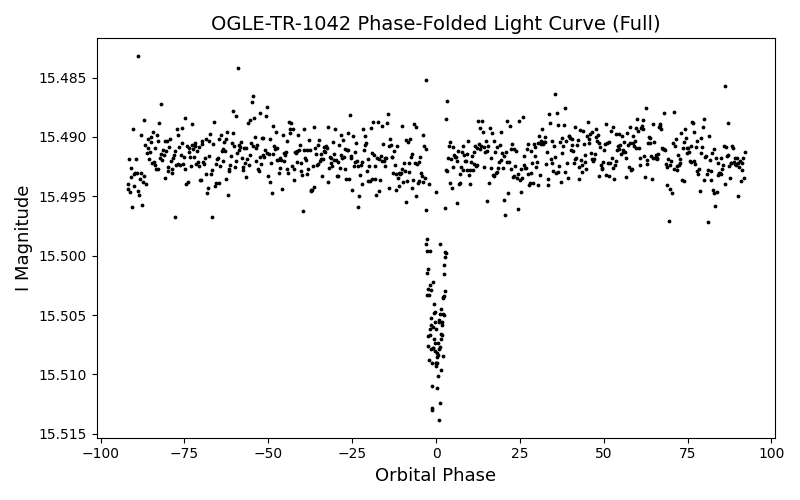 OGLE-TR-1042 Phase-Folded Light Curve (Full)
I Magnitude
15.485
15.490
15.495
15.500
15.505
15.510
15.515
−100 −75 −50 −25 0 25 50 75 100
Orbital Phase